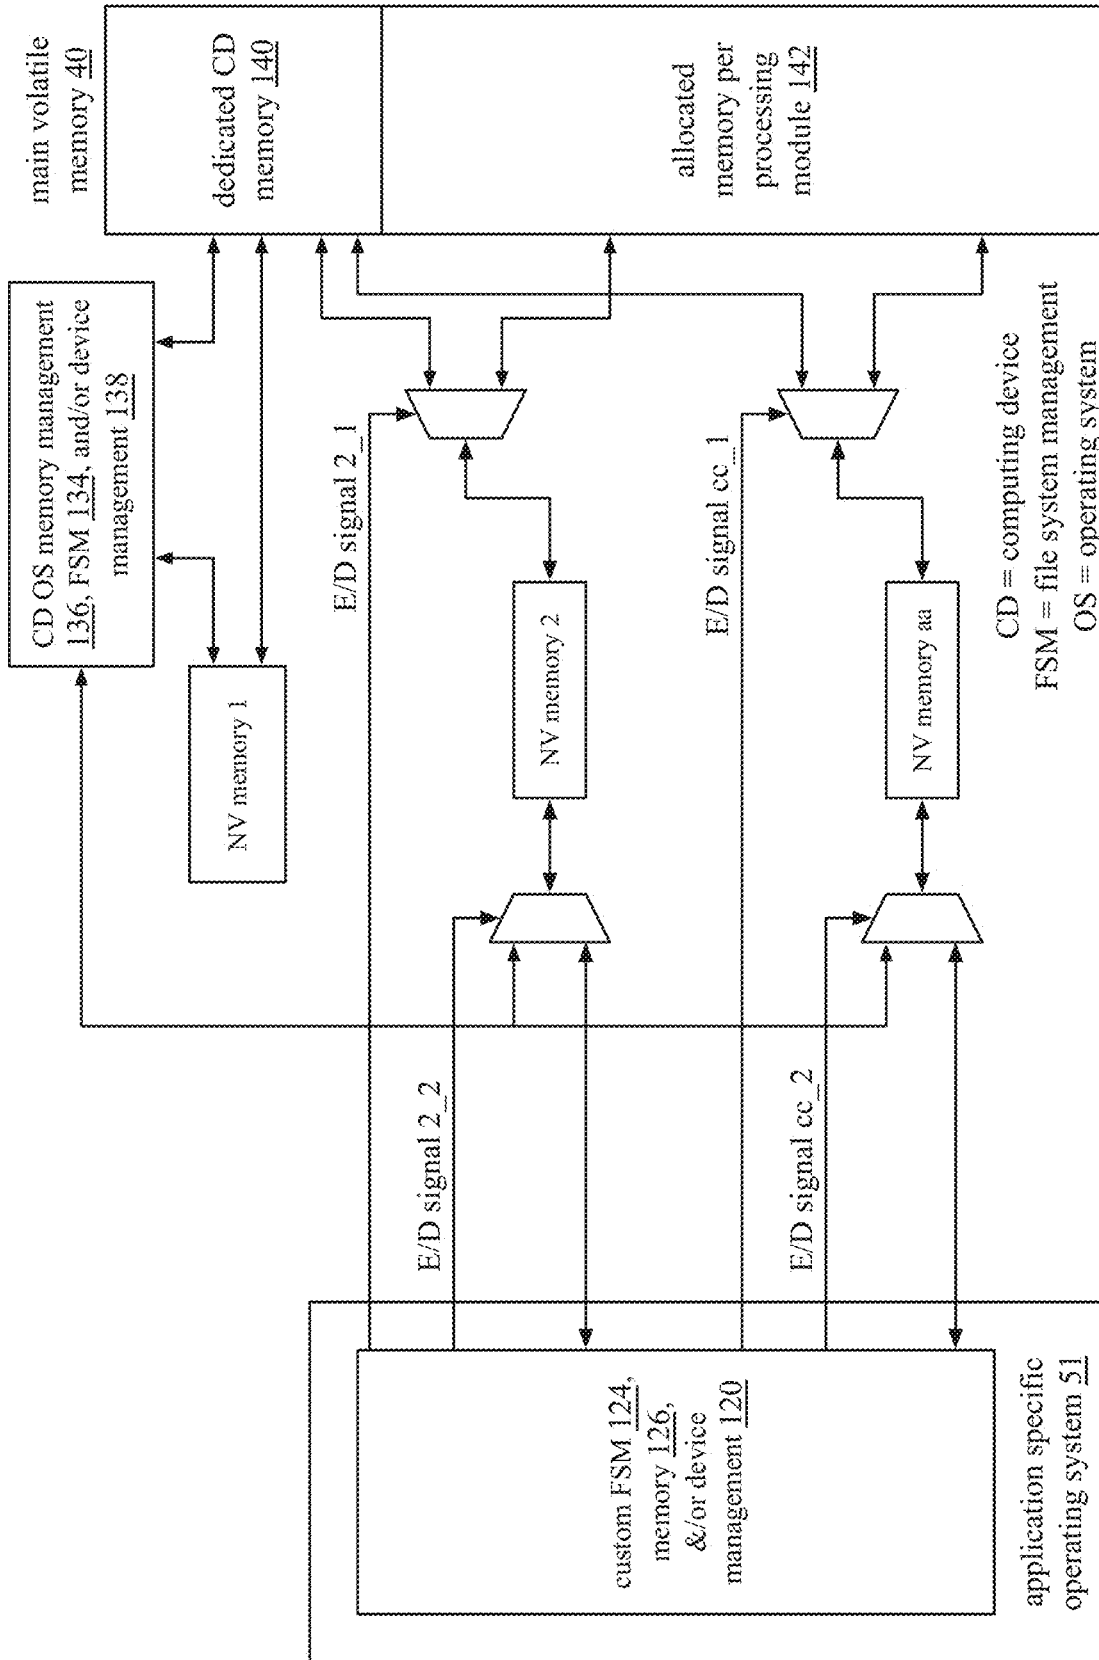 main volatile
memory 40
dedicated CD
memory 140
allocated
memory per
processing
module 142
CD OS memory management
136, FSM 134, and/or device
management 138
NV memory 1
E/D signal 2_1
NV memory 2
E/D signal 2_2
E/D signal cc_1
NV memory aa
E/D signal cc_2
custom FSM 124,
memory 126,
&/or device
management 120
application specific
operating system 51
CD = computing device
FSM = file system management
OS = operating system